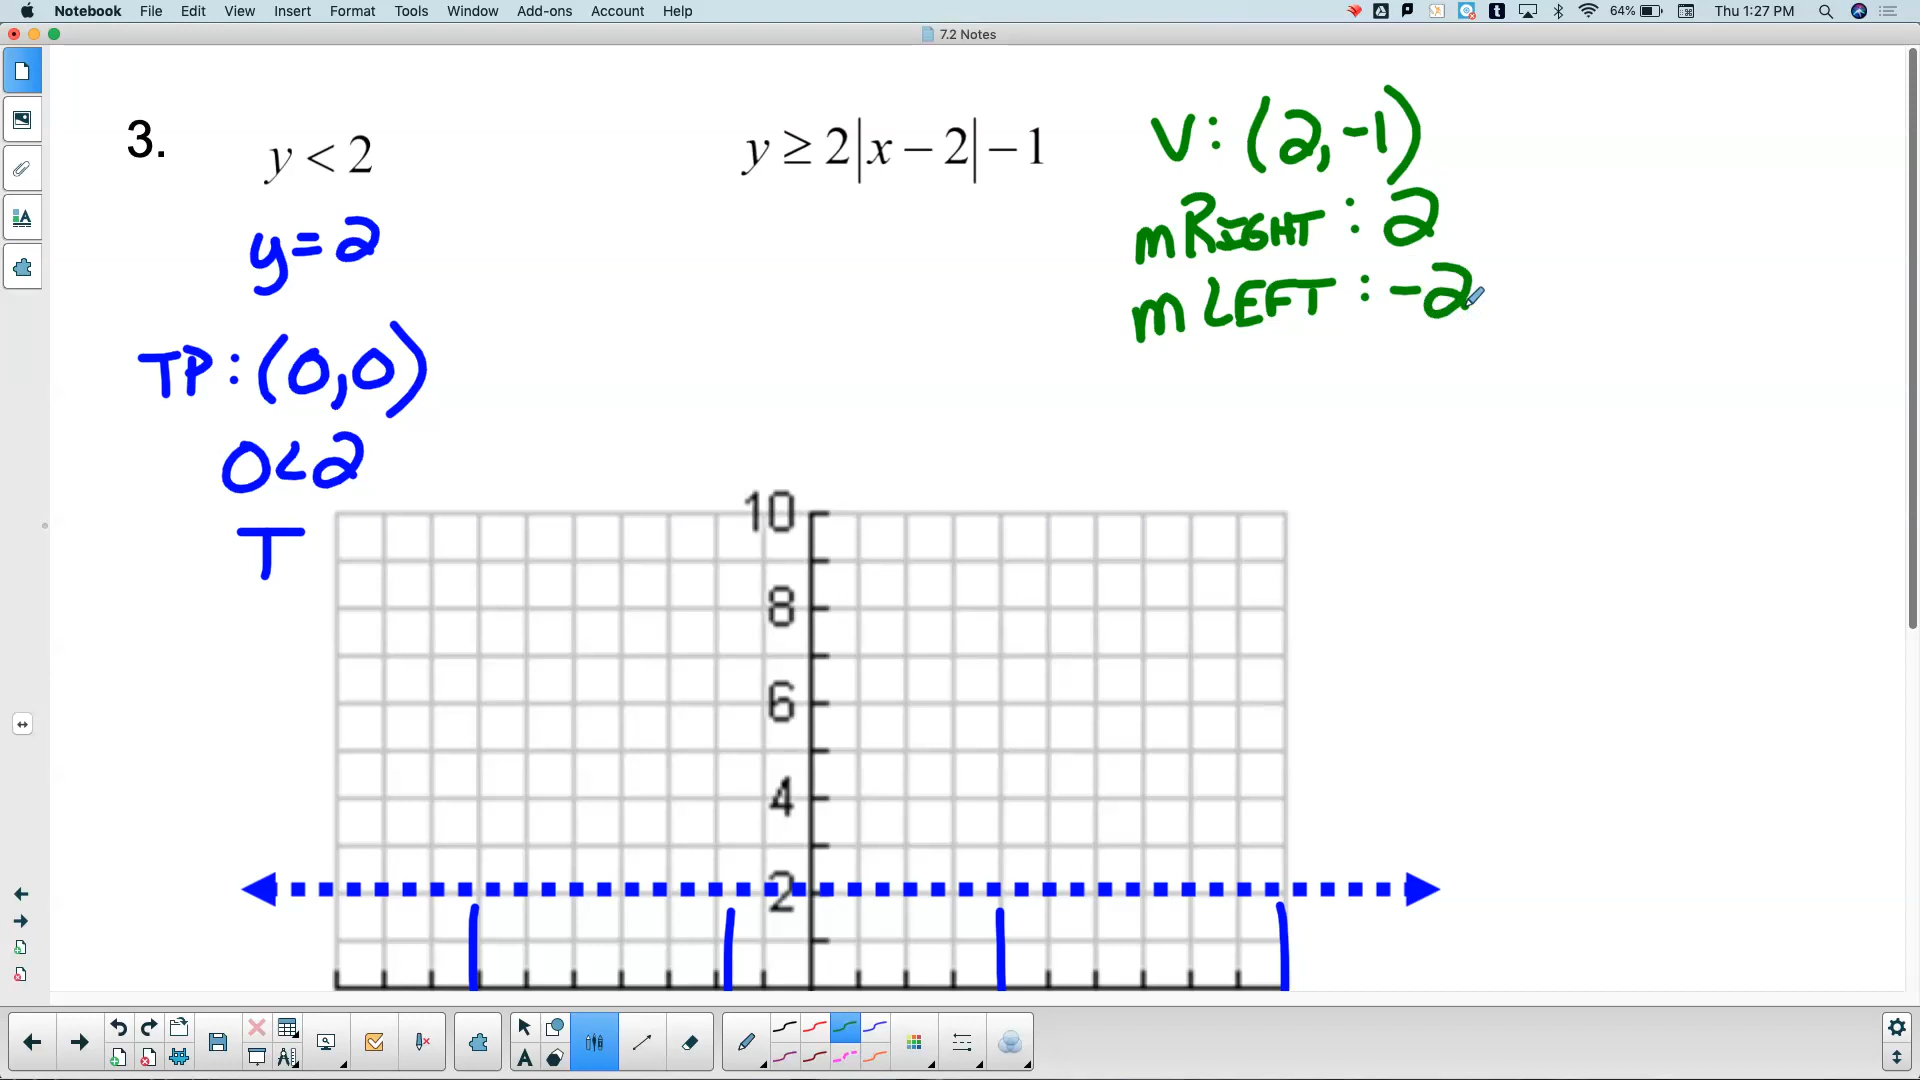 Notebook File Edit View Insert Format Tools Window Add-ons Account Help 64% Thu 1:27 PM
7.2 Notes
3. y < 2 y ≥ 2|x − 2| − 1 V: (2, -1)
y = 2 mRIGHT : 2
m LEFT : -2
TP: (0,0)
0<2
T
10
8
6
4
2